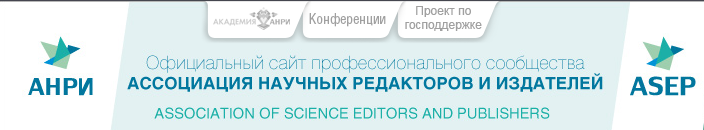 АКАДЕМИЯ АНРИ
Конференции
Проект по
господдержке
Официальный сайт профессионального сообщества
АССОЦИАЦИЯ НАУЧНЫХ РЕДАКТОРОВ И ИЗДАТЕЛЕЙ
ASSOCIATION OF SCIENCE EDITORS AND PUBLISHERS
АНРИ
ASEP